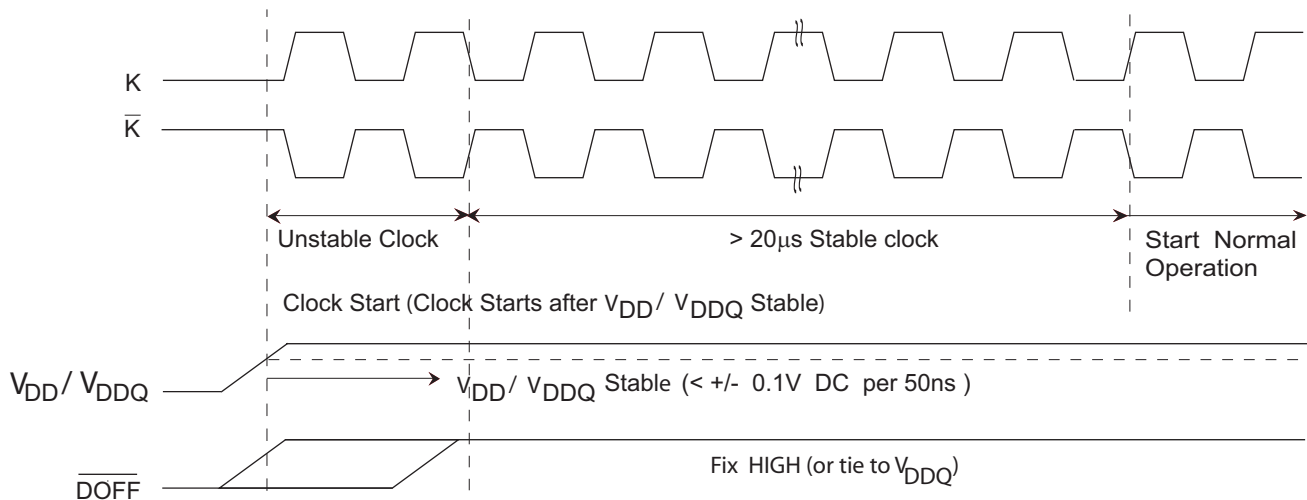 K
K̅
Unstable Clock
> 20μs Stable clock
Start Normal
Operation
Clock Start (Clock Starts after VDD / VDDQ Stable)
VDD / VDDQ
VDD / VDDQ Stable (< +/- 0.1V DC per 50ns )
D̅O̅F̅F̅
Fix HIGH (or tie to VDDQ)